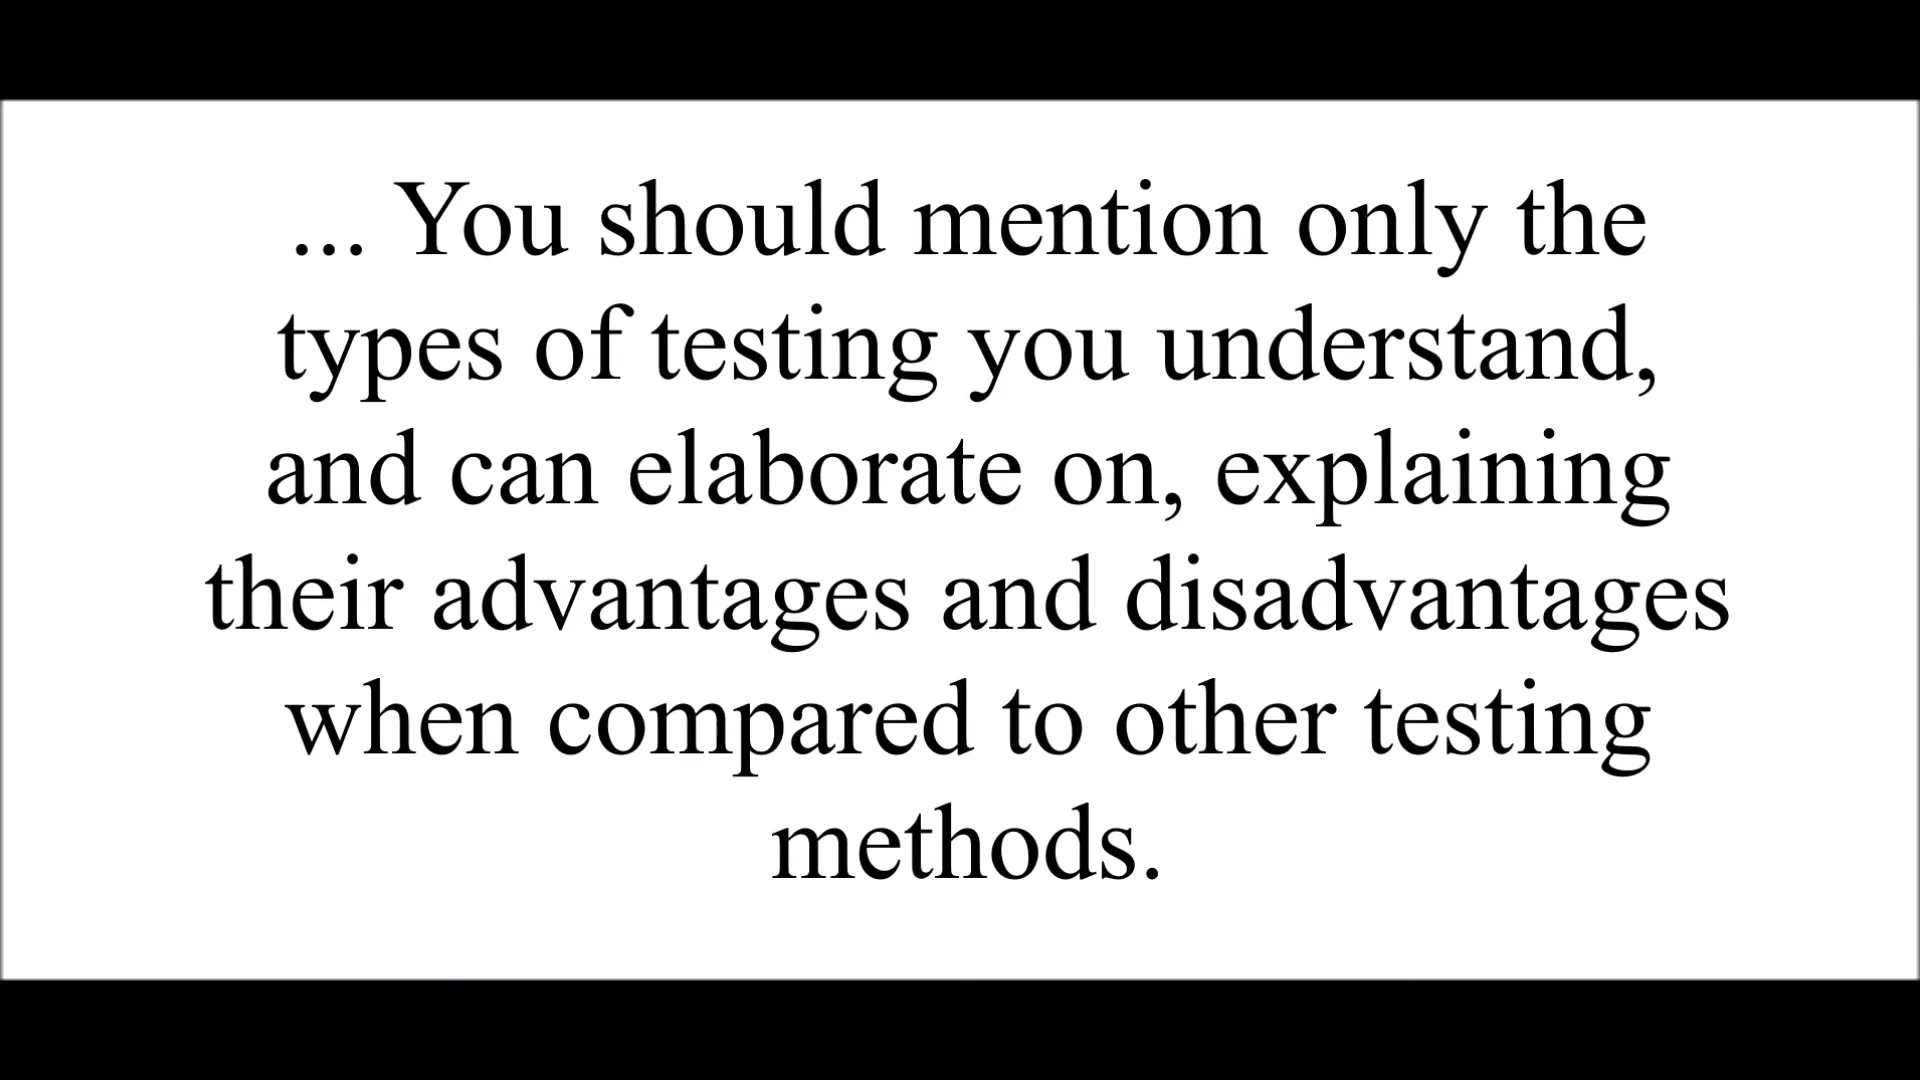 ... You should mention only the
types of testing you understand,
and can elaborate on, explaining
their advantages and disadvantages
when compared to other testing
methods.